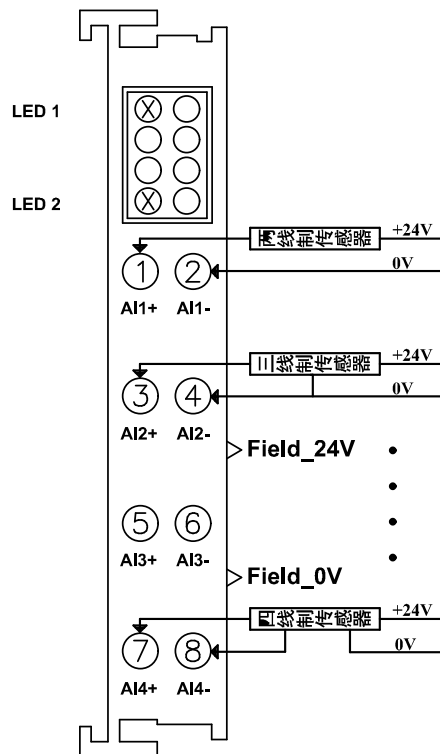 LED 1
LED 2
两线制传感器 +24V
① ② 0V
AI1+ AI1-
三线制传感器 +24V
③ ④ 0V
AI2+ AI2-
Field_24V
⑤ ⑥
AI3+ AI3-
Field_0V
四线制传感器 +24V
⑦ ⑧ 0V
AI4+ AI4-